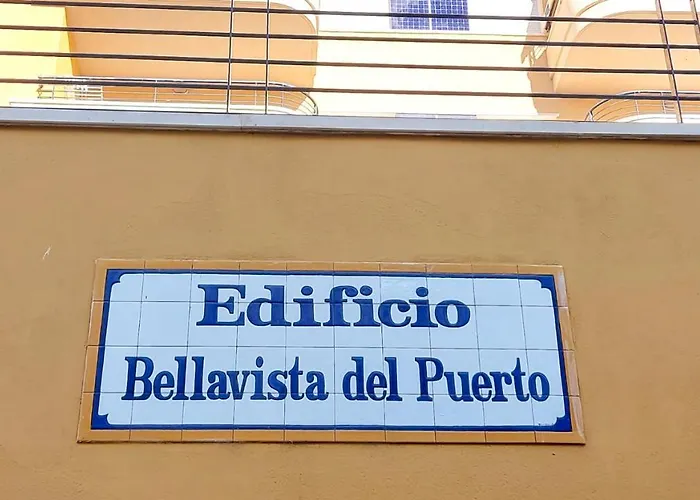 Edificio
Bellavista del Puerto